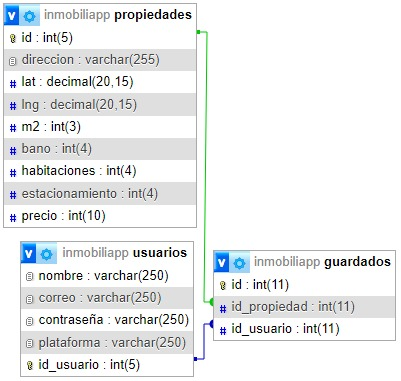 v inmobiliapp propiedades
id : int(5)
direccion : varchar(255)
# lat : decimal(20,15)
# lng : decimal(20,15)
# m2 : int(3)
# bano : int(4)
# habitaciones : int(4)
# estacionamiento : int(4)
# precio : int(10)
v inmobiliapp usuarios
nombre : varchar(250)
correo : varchar(250)
contraseña : varchar(250)
plataforma : varchar(250)
id_usuario : int(5)
v inmobiliapp guardados
id : int(11)
# id_propiedad : int(11)
# id_usuario : int(11)